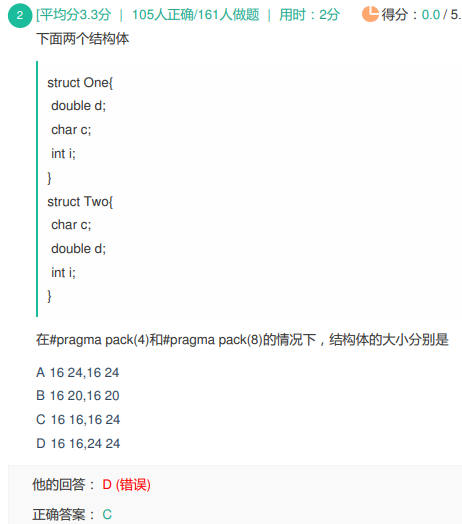 2 [平均分3.3分 | 105人正确/161人做题 | 用时：2分 得分：0.0 / 5.
下面两个结构体
struct One{
double d;
char c;
int i;
}
struct Two{
char c;
double d;
int i;
}
在#pragma pack(4)和#pragma pack(8)的情况下，结构体的大小分别是
A 16 24,16 24
B 16 20,16 20
C 16 16,16 24
D 16 16,24 24
他的回答： D (错误)
正确答案： C